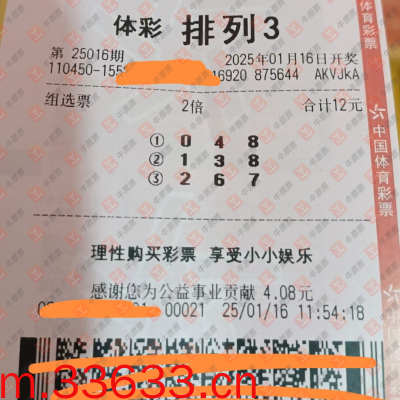 体彩 排列3
第 25016期 2025年01月16日开奖
110450-155 16920 875644 AKVJkA
组选票 2倍 合计12元
① 0 4 8
② 1 3 8
③ 2 6 7
理性购买彩票 享受小小娱乐
感谢您为公益事业贡献 4.08元
00021 25/01/16 11:54:18
m.33633.cn
体育彩票
中国体育彩票